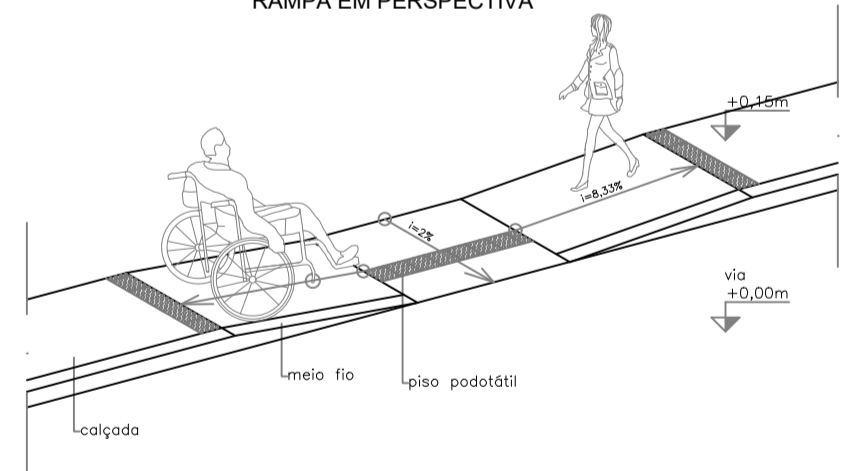 RAMPA EM PERSPECTIVA
+0,15m
i=8,33%
i=2%
via
+0,00m
meio fio
piso podotátil
calçada